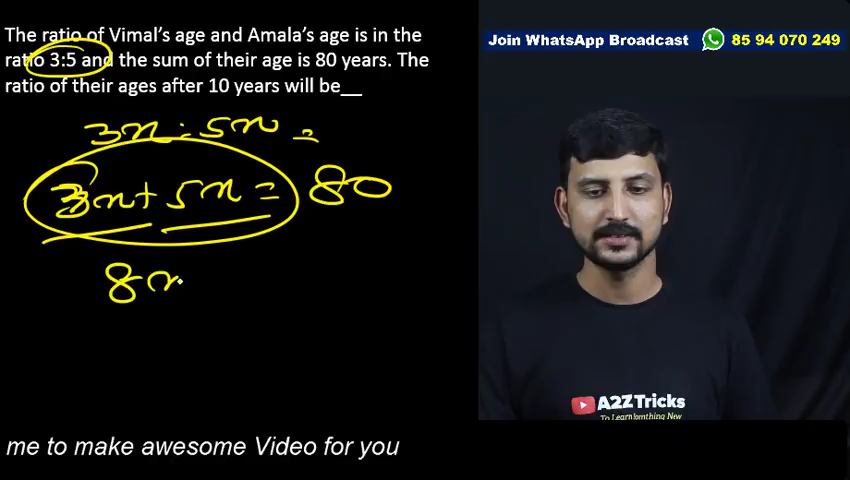 The ratio of Vimal's age and Amala's age is in the
ratio 3:5 and the sum of their age is 80 years. The
ratio of their ages after 10 years will be__
3x : 5x =
3x + 5x = 80
8x
Join WhatsApp Broadcast 85 94 070 249
A2ZTricks
To Learn Somthing New
me to make awesome Video for you